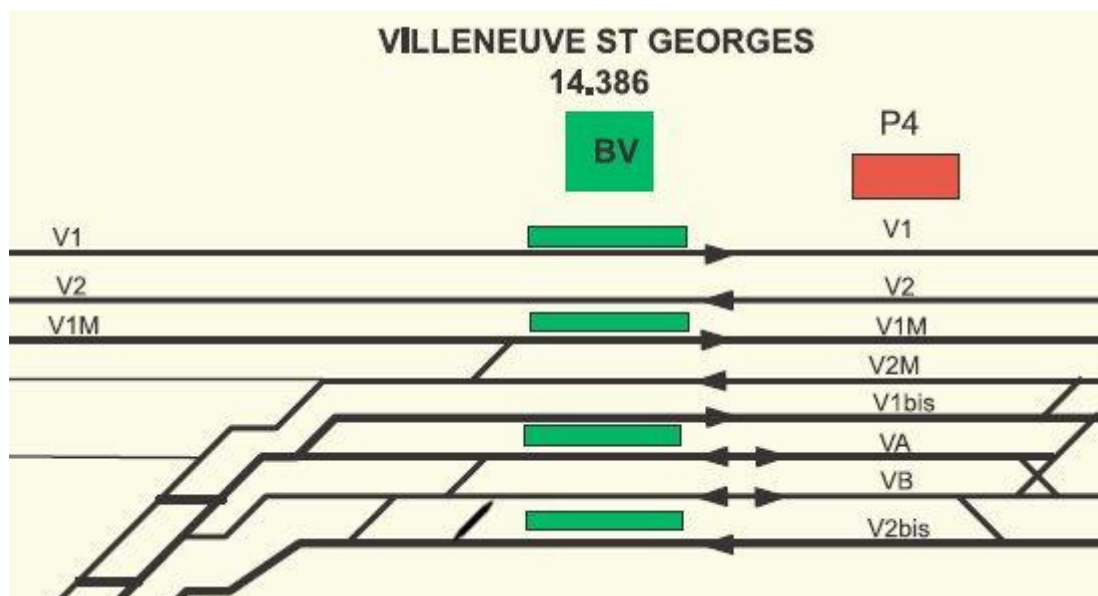 VILLENEUVE ST GEORGES
14.386
BV
P4
V1
V1
V2
V2
V1M
V1M
V2M
V1bis
VA
VB
V2bis